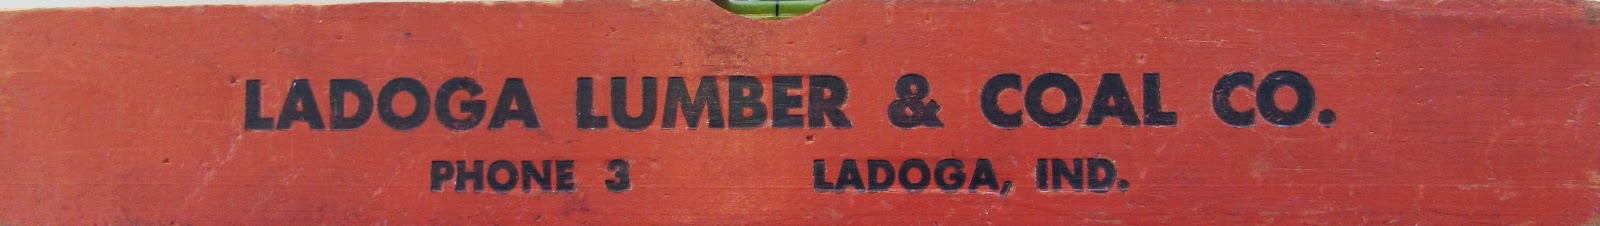 LADOGA LUMBER & COAL CO.
PHONE 3 LADOGA, IND.